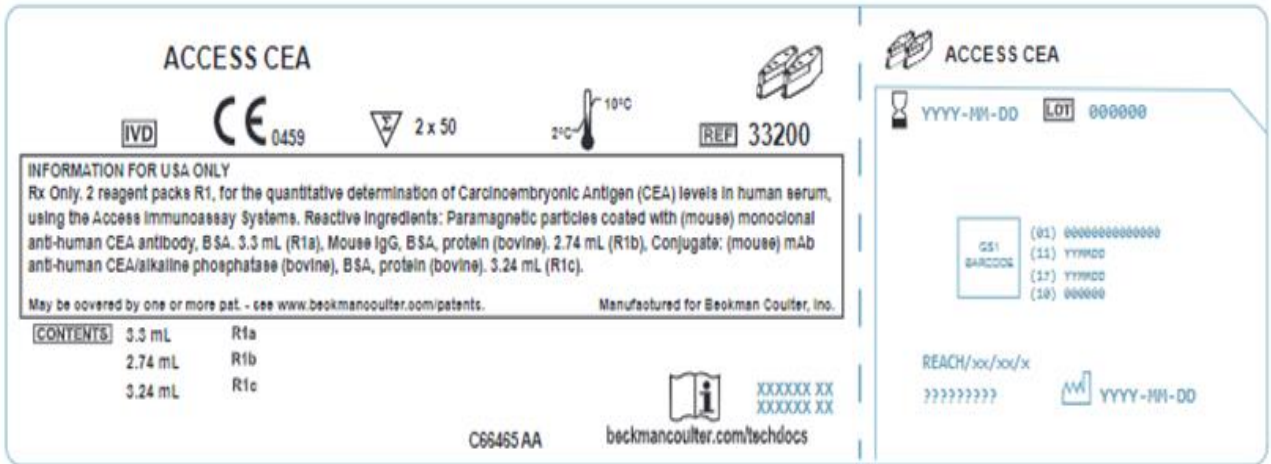 ACCESS CEA
IVD
CE 0459
Σ 2 x 50
10°C
2°C
REF 33200
INFORMATION FOR USA ONLY
Rx Only. 2 reagent packs R1, for the quantitative determination of Carcinoembryonic Antigen (CEA) levels in human serum,
using the Access Immunoassay Systems. Reactive Ingredients: Paramagnetic particles coated with (mouse) monoclonal
anti-human CEA antibody, BSA. 3.3 mL (R1a), Mouse IgG, BSA, protein (bovine). 2.74 mL (R1b), Conjugate: (mouse) mAb
anti-human CEA/alkaline phosphatase (bovine), BSA, protein (bovine). 3.24 mL (R1c).
May be covered by one or more pat. - see www.beckmancoulter.com/patents. Manufactured for Beckman Coulter, Inc.
CONTENTS 3.3 mL R1a
2.74 mL R1b
3.24 mL R1c
i
XXXXXX XX
XXXXXX XX
C66465 AA
beckmancoulter.com/techdocs
ACCESS CEA
YYYY-MM-DD LOT 000000
GS1
BARCODE
(01) 00000000000000
(11) YYMMDD
(17) YYMMDD
(10) 000000
REACH/xx/xx/x
?????????
YYYY-MM-DD